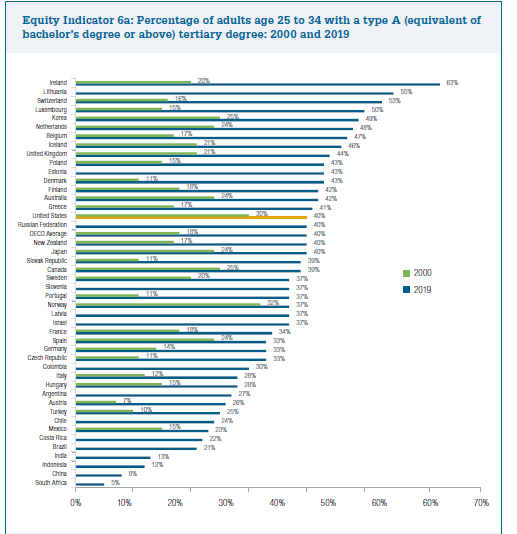 Equity Indicator 6a: Percentage of adults age 25 to 34 with a type A (equivalent of
bachelor's degree or above) tertiary degree: 2000 and 2019
Ireland 20% 63%
Lithuania 55%
Switzerland 16% 53%
Luxembourg 15% 50%
Korea 25% 49%
Netherlands 24% 48%
Belgium 17% 47%
Iceland 21% 46%
United Kingdom 21% 44%
Poland 15% 43%
Estonia 43%
Denmark 11% 43%
Finland 18% 42%
Australia 24% 42%
Greece 17% 41%
United States 30% 40%
Russian Federation 40%
OECD Average 18% 40%
New Zealand 17% 40%
Japan 24% 40%
Slovak Republic 11% 39%
Canada 25% 39%
Sweden 20% 37%
Slovenia 37%
Portugal 11% 37%
Norway 32% 37%
Latvia 37%
Israel 37%
France 18% 34%
Spain 24% 33%
Germany 14% 33%
Czech Republic 11% 33%
Colombia 30%
Italy 12% 28%
Hungary 15% 28%
Argentina 27%
Austria 7% 26%
Turkey 10% 25%
Chile 24%
Mexico 15% 23%
Costa Rica 22%
Brazil 21%
India 13%
Indonesia 12%
China 8%
South Africa 5%
2000
2019
0% 10% 20% 30% 40% 50% 60% 60% 70%